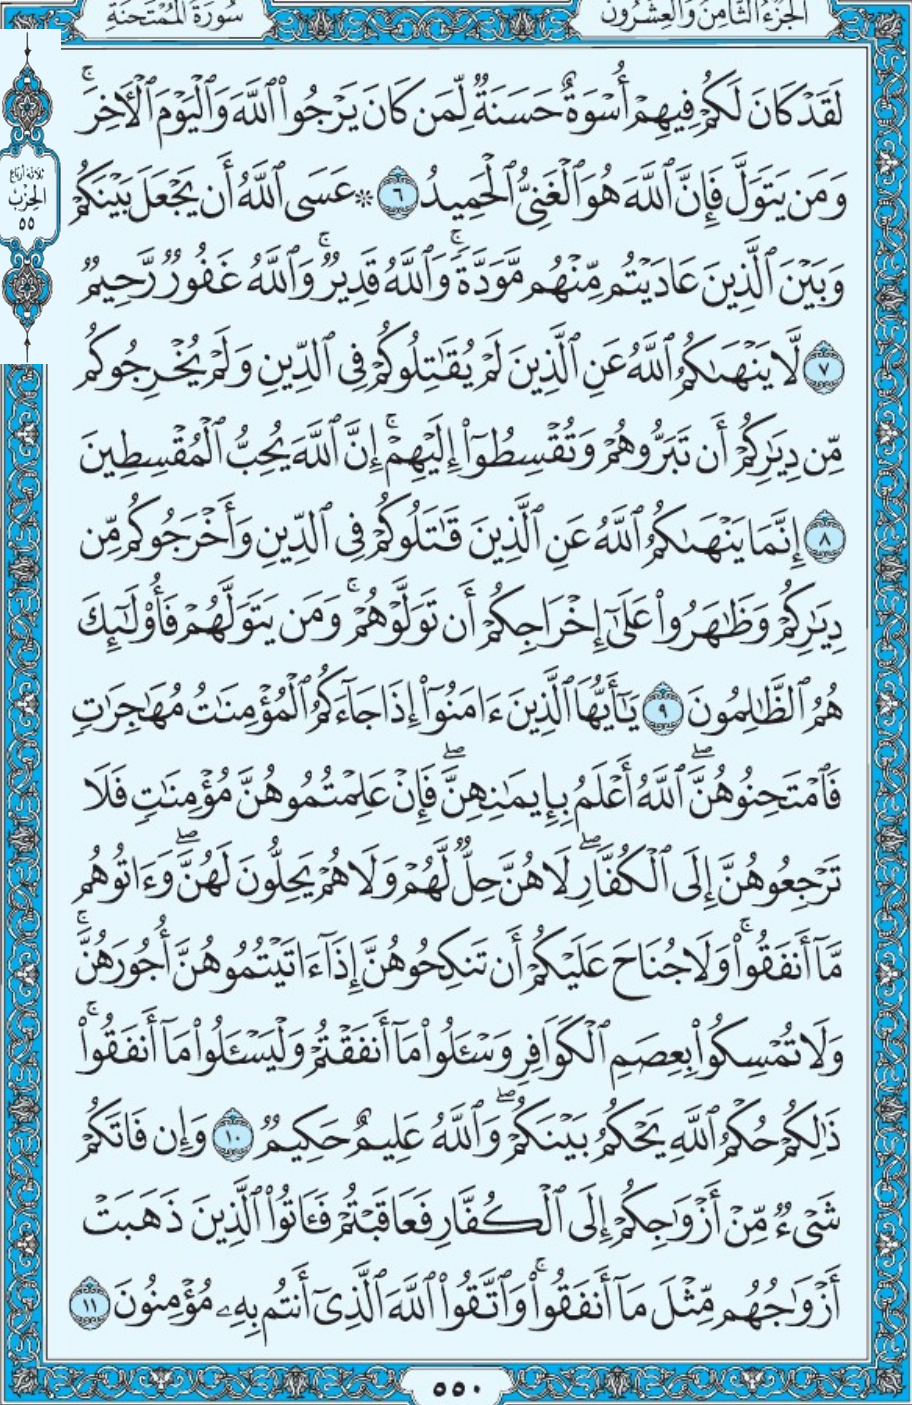 الجزء الثامن والعشرون
سورة الممتحنة
لَقَدْ كَانَ لَكُمْ فِيهِمْ أُسْوَةٌ حَسَنَةٌ لِّمَن كَانَ يَرْجُوا۟ ٱللَّهَ وَٱلْيَوْمَ ٱلْـَٔاخِرَ ۚ
وَمَن يَتَوَلَّ فَإِنَّ ٱللَّهَ هُوَ ٱلْغَنِىُّ ٱلْحَمِيدُ ٦ ۞ عَسَى ٱللَّهُ أَن يَجْعَلَ بَيْنَكُمْ
وَبَيْنَ ٱلَّذِينَ عَادَيْتُم مِّنْهُم مَّوَدَّةً ۚ وَٱللَّهُ قَدِيرٌ ۚ وَٱللَّهُ غَفُورٌ رَّحِيمٌ
٧ لَّا يَنْهَىٰكُمُ ٱللَّهُ عَنِ ٱلَّذِينَ لَمْ يُقَـٰتِلُوكُمْ فِى ٱلدِّينِ وَلَمْ يُخْرِجُوكُم
مِّن دِيَـٰرِكُمْ أَن تَبَرُّوهُمْ وَتُقْسِطُوٓا۟ إِلَيْهِمْ ۚ إِنَّ ٱللَّهَ يُحِبُّ ٱلْمُقْسِطِينَ
٨ إِنَّمَا يَنْهَىٰكُمُ ٱللَّهُ عَنِ ٱلَّذِينَ قَـٰتَلُوكُمْ فِى ٱلدِّينِ وَأَخْرَجُوكُم مِّن
دِيَـٰرِكُمْ وَظَـٰهَرُوا۟ عَلَىٰٓ إِخْرَاجِكُمْ أَن تَوَلَّوْهُمْ ۚ وَمَن يَتَوَلَّهُمْ فَأُو۟لَـٰٓئِكَ
هُمُ ٱلظَّـٰلِمُونَ ٩ يَـٰٓأَيُّهَا ٱلَّذِينَ ءَامَنُوٓا۟ إِذَا جَآءَكُمُ ٱلْمُؤْمِنَـٰتُ مُهَـٰجِرَٰتٍ
فَٱمْتَحِنُوهُنَّ ۖ ٱللَّهُ أَعْلَمُ بِإِيمَـٰنِهِنَّ ۖ فَإِنْ عَلِمْتُمُوهُنَّ مُؤْمِنَـٰتٍ فَلَا
تَرْجِعُوهُنَّ إِلَى ٱلْكُفَّارِ ۖ لَا هُنَّ حِلٌّ لَّهُمْ وَلَا هُمْ يَحِلُّونَ لَهُنَّ ۖ وَءَاتُوهُم
مَّآ أَنفَقُوا۟ ۚ وَلَا جُنَاحَ عَلَيْكُمْ أَن تَنكِحُوهُنَّ إِذَآ ءَاتَيْتُمُوهُنَّ أُجُورَهُنَّ ۚ
وَلَا تُمْسِكُوا۟ بِعِصَمِ ٱلْكَوَافِرِ وَسْـَٔلُوا۟ مَآ أَنفَقْتُمْ وَلْيَسْـَٔلُوا۟ مَآ أَنفَقُوا۟ ۚ
ذَٰلِكُمْ حُكْمُ ٱللَّهِ يَحْكُمُ بَيْنَكُمْ ۖ وَٱللَّهُ عَلِيمٌ حَكِيمٌ ١٠ وَإِن فَاتَكُمْ
شَىْءٌ مِّنْ أَزْوَٰجِكُمْ إِلَى ٱلْكُفَّارِ فَعَاقَبْتُمْ فَـَٔاتُوا۟ ٱلَّذِينَ ذَهَبَتْ
أَزْوَٰجُهُم مِّثْلَ مَآ أَنفَقُوا۟ ۚ وَٱتَّقُوا۟ ٱللَّهَ ٱلَّذِىٓ أَنتُم بِهِۦ مُؤْمِنُونَ ١١
ثلاثة أرباع
الحزب
٥٥
٥٥٠